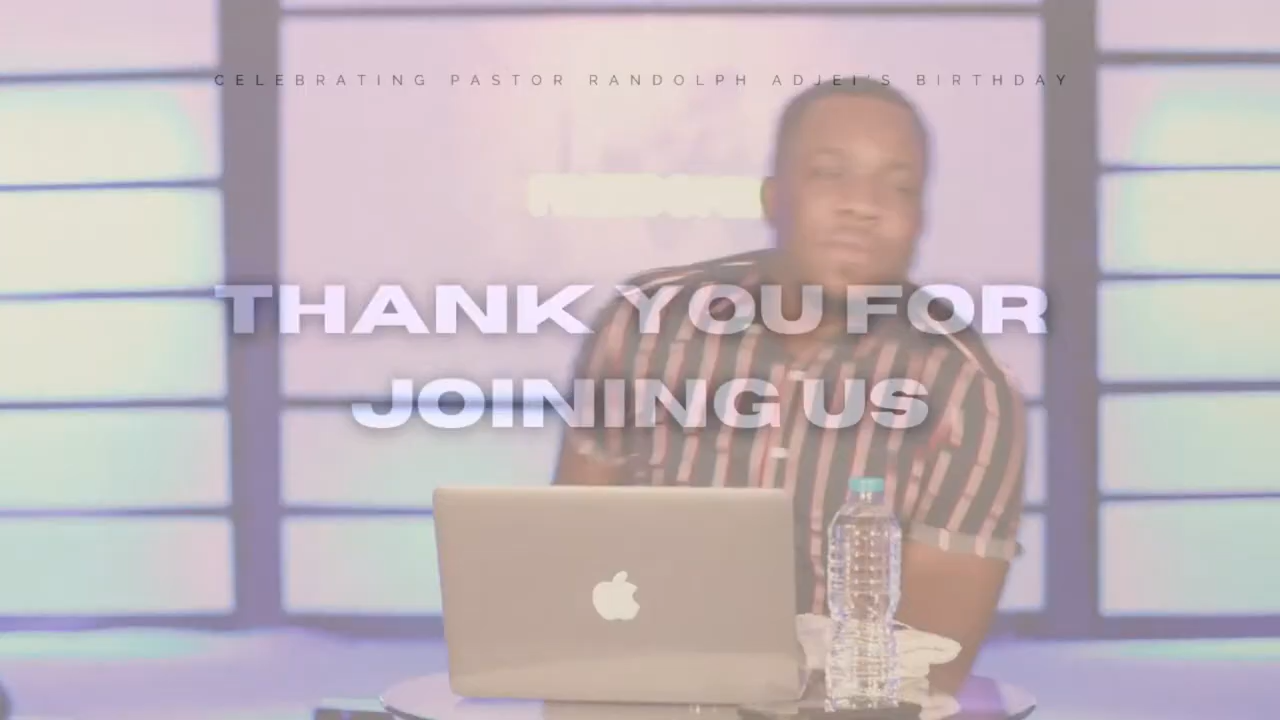 CELEBRATING PASTOR RANDOLPH ADJEI'S BIRTHDAY
THANK YOU FOR
JOINING US